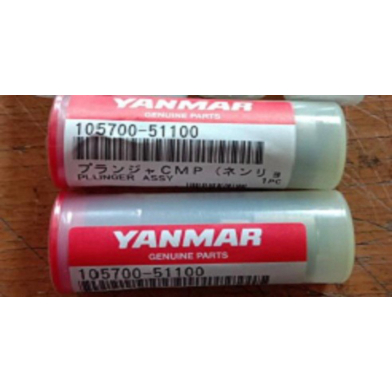 YANMAR
GENUINE PARTS
105700-51100
プランジャCMP (ネンリ
PLUNGER ASSY 1PC
YANMAR
GENUINE PARTS
105700-51100